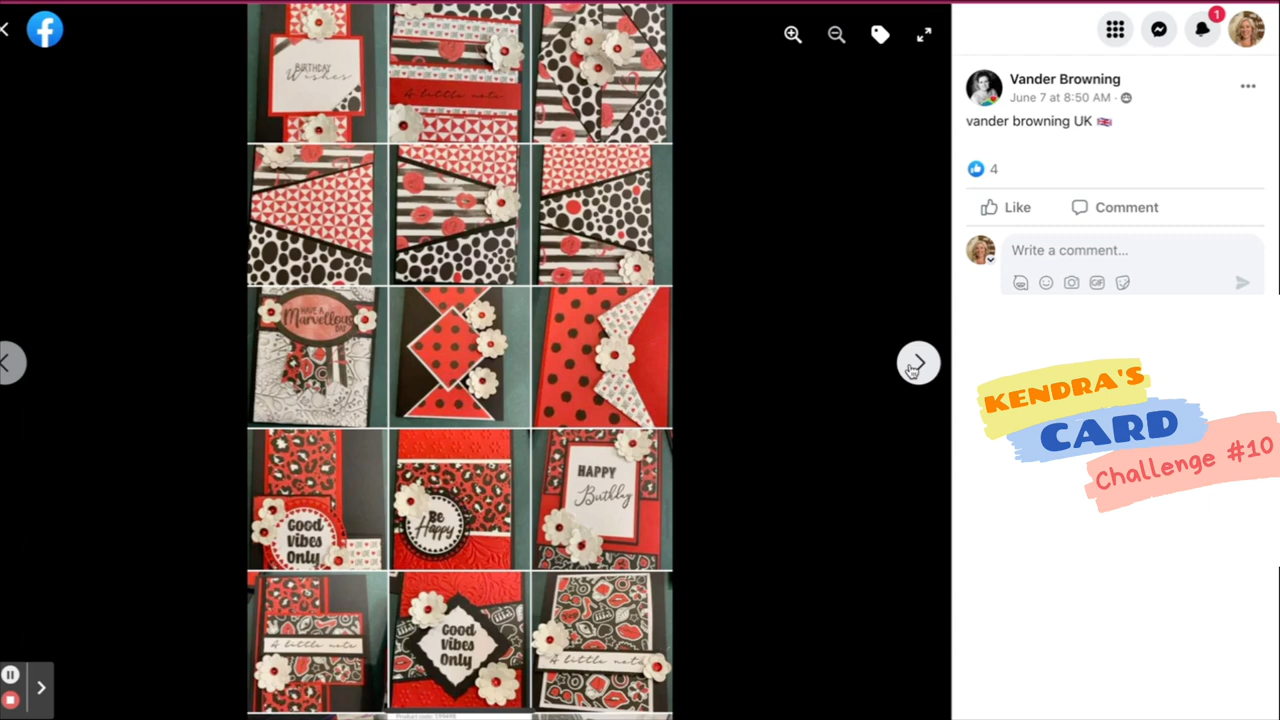 1
Vander Browning
June 7 at 8:50 AM
vander browning UK
4
Like
Comment
Write a comment...
GIF
KENDRA'S
CARD
Challenge #10
BIRTHDAY
Wishes
A little note
HAVE A
Marvellous
DAY
Good
Vibes
Only
Be
Happy
HAPPY
Birthday
A little note
Good
Vibes
Only
A little note